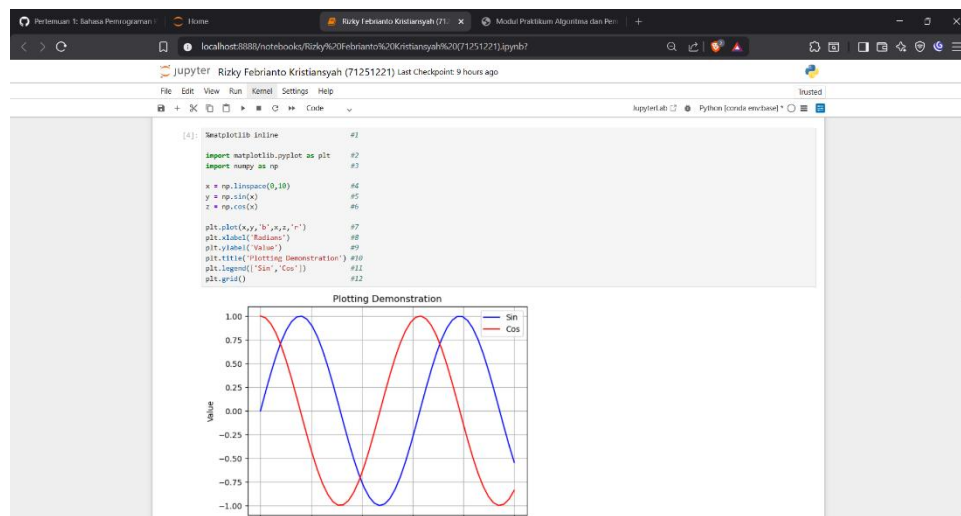 Pertemuan 1: Bahasa Pemrograman
Home
Rizky Febrianto Kristiansyah (71
Modul Praktikum Algoritma dan Pem
localhost:8888/notebooks/Rizky%20Febrianto%20Kristiansyah%20(71251221).ipynb?
Jupyter Rizky Febrianto Kristiansyah (71251221) Last Checkpoint: 9 hours ago
File Edit View Run Kernel Settings Help
Trusted
Code
JupyterLab Python [conda env:base] *
[4]: %matplotlib inline #1
import matplotlib.pyplot as plt #2
import numpy as np #3
x = np.linspace(0,10) #4
y = np.sin(x) #5
z = np.cos(x) #6
plt.plot(x,y,'b',x,z,'r') #7
plt.xlabel('Radians') #8
plt.ylabel('Value') #9
plt.title('Plotting Demonstration') #10
plt.legend(['Sin','Cos']) #11
plt.grid() #12
Plotting Demonstration
Sin
Cos
1.00
0.75
0.50
0.25
0.00
−0.25
−0.50
−0.75
−1.00
Value